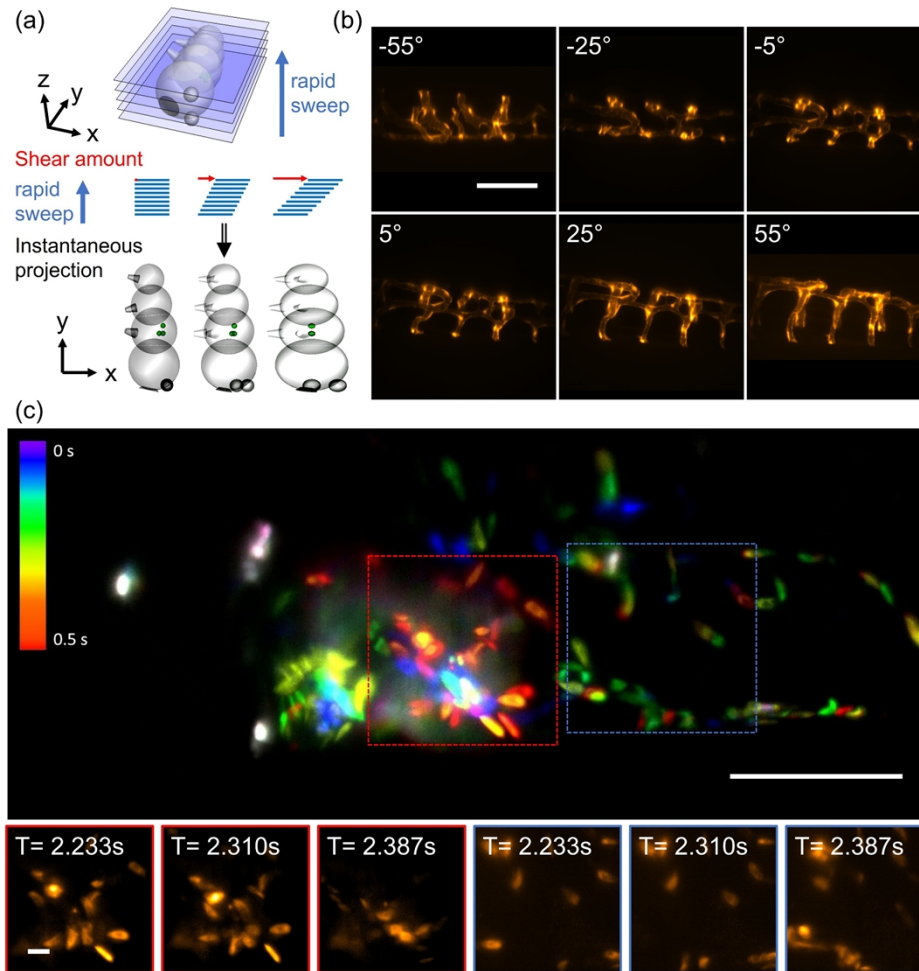 (a)
z
y
x
rapid
sweep
Shear amount
rapid
sweep
Instantaneous
projection
y
x
(b)
-55°
-25°
-5°
5°
25°
55°
(c)
0 s
0.5 s
T= 2.233s
T= 2.310s
T= 2.387s
T= 2.233s
T= 2.310s
T= 2.387s